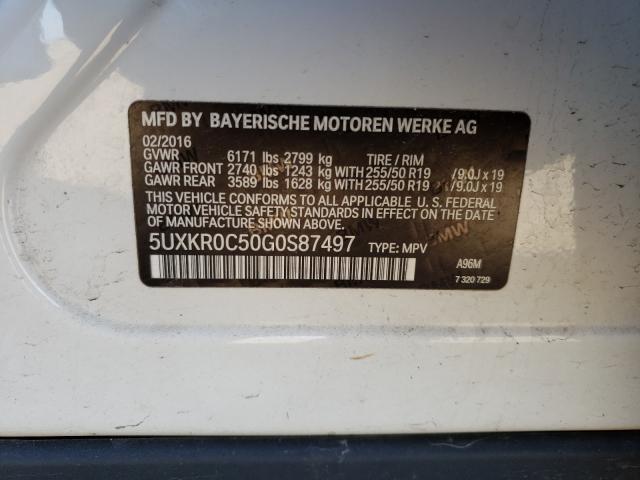 MFD BY BAYERISCHE MOTOREN WERKE AG
02/2016
GVWR 6171 lbs 2799 kg TIRE / RIM
GAWR FRONT 2740 lbs 1243 kg WITH 255/50 R19 /9.0J x 19
GAWR REAR 3589 lbs 1628 kg WITH 255/50 R19 /9.0J x 19
THIS VEHICLE CONFORMS TO ALL APPLICABLE U. S. FEDERAL
MOTOR VEHICLE SAFETY STANDARDS IN EFFECT ON THE
DATE OF MANUFACTURE SHOWN ABOVE.
5UXKR0C50G0S87497 TYPE: MPV
A96M
7 320 729